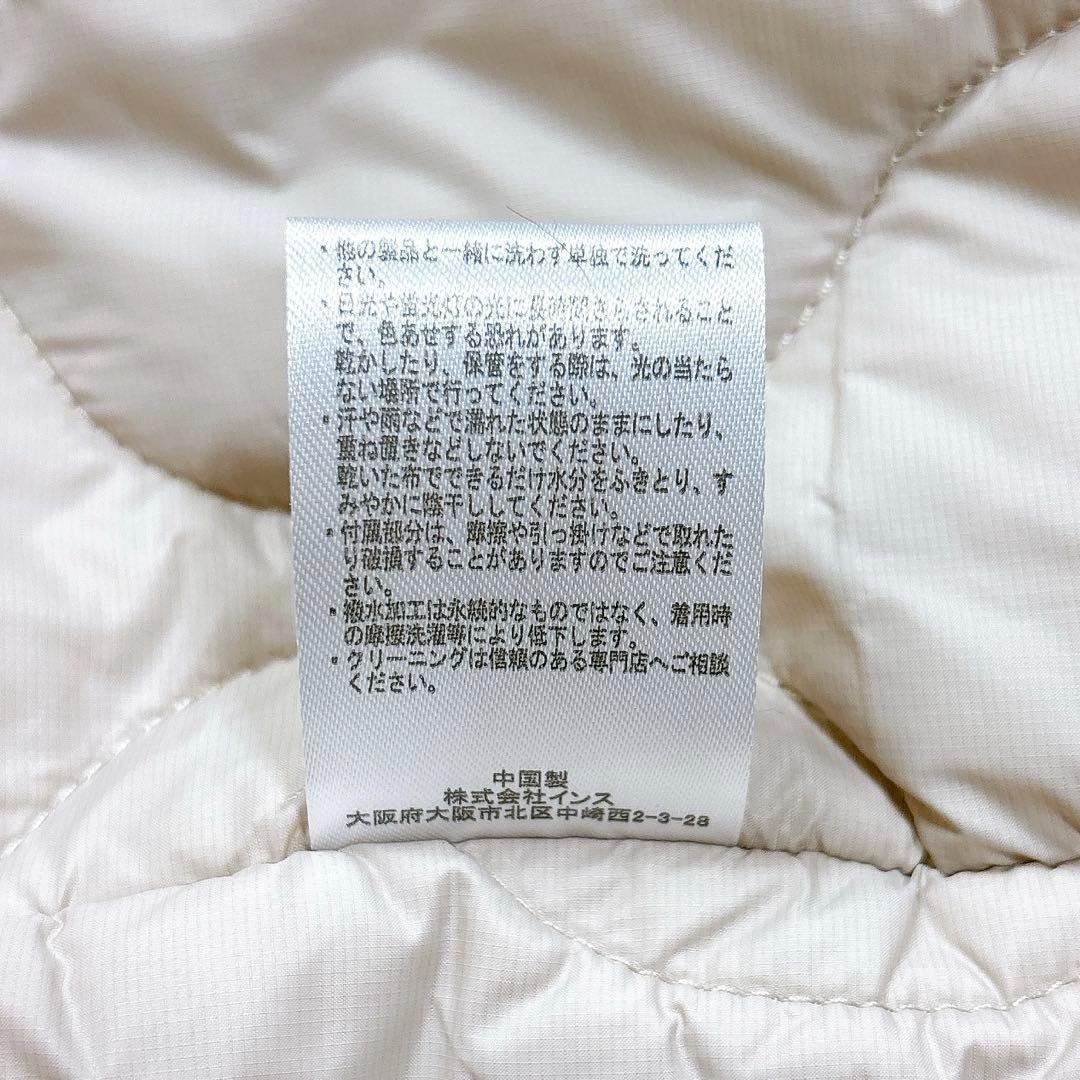 ・他の製品と一緒に洗わず単独で洗ってくだ
さい。
・日光や蛍光灯の光に長時間さらされること
で、色あせする恐れがあります。
乾かしたり、保管をする際は、光の当たら
ない場所で行ってください。
・汗や雨などで濡れた状態のままにしたり、
重ね置きなどしないでください。
乾いた布でできるだけ水分をふきとり、す
みやかに陰干ししてください。
・付属部分は、摩擦や引っ掛けなどで取れた
り破損することがありますのでご注意くだ
さい。
・撥水加工は永続的なものではなく、着用時
の摩擦洗濯等により低下します。
・クリーニングは信頼のある専門店へご相談
ください。
中国製
株式会社インス
大阪府大阪市北区中崎西2-3-28